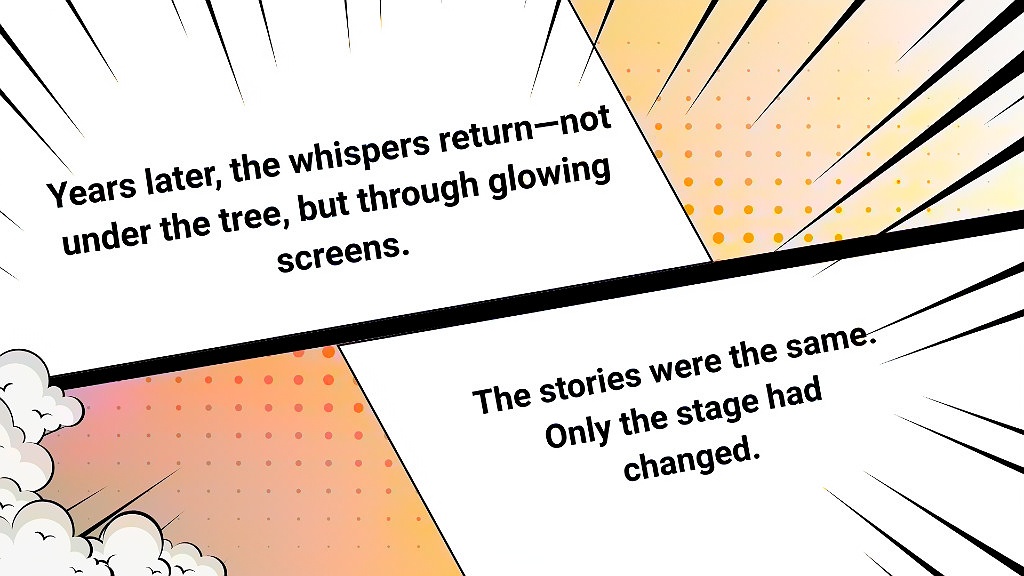 Years later, the whispers return—not
under the tree, but through glowing
screens.
The stories were the same.
Only the stage had
changed.